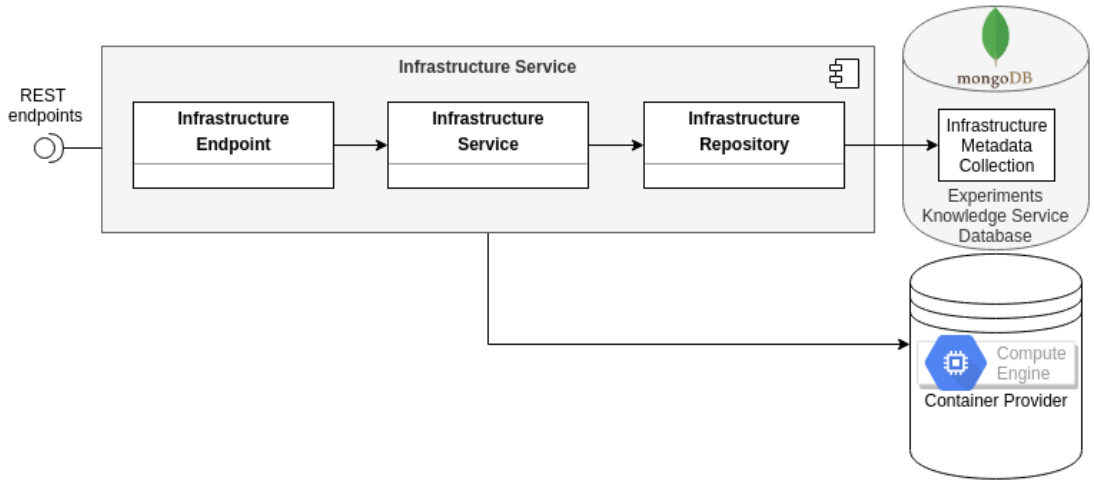 REST
endpoints
Infrastructure Service
Infrastructure
Endpoint
Infrastructure
Service
Infrastructure
Repository
mongoDB
Infrastructure
Metadata
Collection
Experiments
Knowledge Service
Database
Compute
Engine
Container Provider